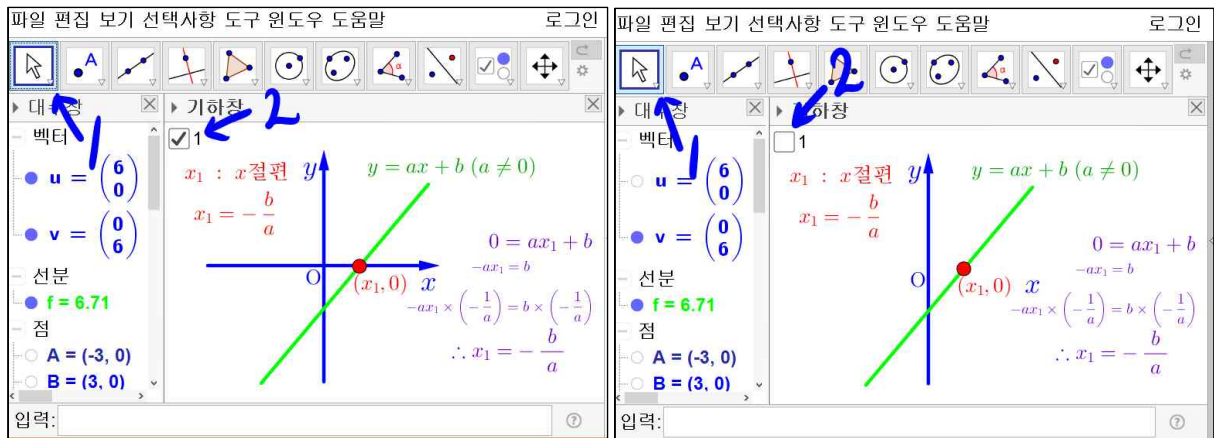 파일 편집 보기 선택사항 도구 윈도우 도움말 로그인
A α
기하창
2
벡터 1
✓ 1
u = (6 0)
x₁ : x절편 y y = ax + b (a ≠ 0)
x₁ = − b/a
v = (0 6)
0 = ax₁ + b
−ax₁ = b
선분
O (x₁, 0) x
−ax₁ × (−1/a) = b × (−1/a)
f = 6.71
점
∴ x₁ = − b/a
A = (-3, 0)
B = (3, 0)
입력:
파일 편집 보기 선택사항 도구 윈도우 도움말 로그인
A α
2
벡터 1
1
u = (6 0)
x₁ : x절편 y y = ax + b (a ≠ 0)
x₁ = − b/a
v = (0 6)
0 = ax₁ + b
−ax₁ = b
선분
O (x₁, 0) x
−ax₁ × (−1/a) = b × (−1/a)
f = 6.71
점
∴ x₁ = − b/a
A = (-3, 0)
B = (3, 0)
입력: